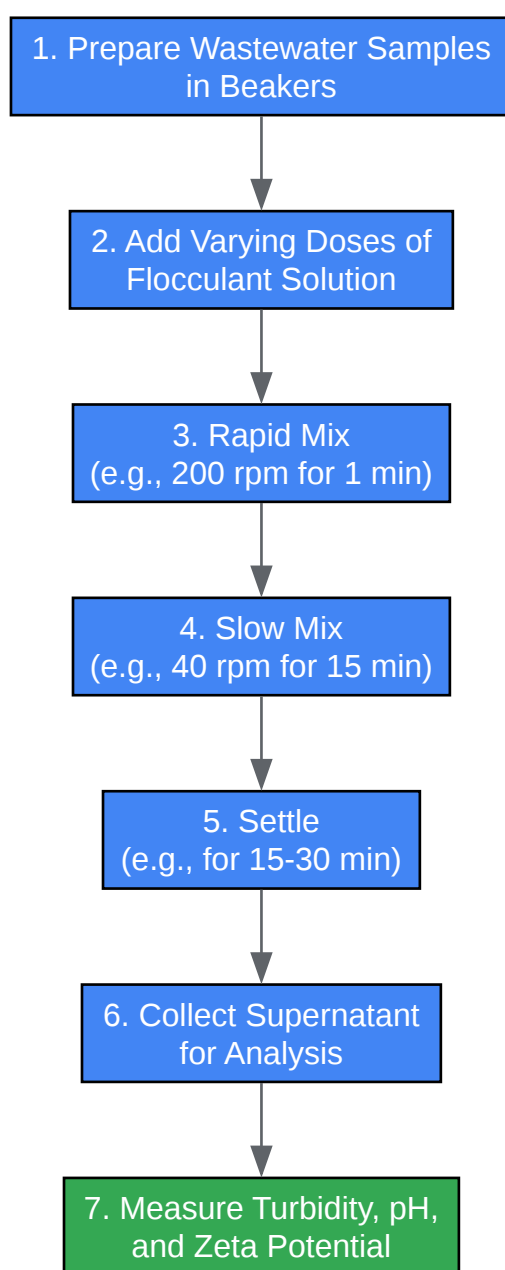 1. Prepare Wastewater Samples
in Beakers
2. Add Varying Doses of
Flocculant Solution
3. Rapid Mix
(e.g., 200 rpm for 1 min)
4. Slow Mix
(e.g., 40 rpm for 15 min)
5. Settle
(e.g., for 15-30 min)
6. Collect Supernatant
for Analysis
7. Measure Turbidity, pH,
and Zeta Potential